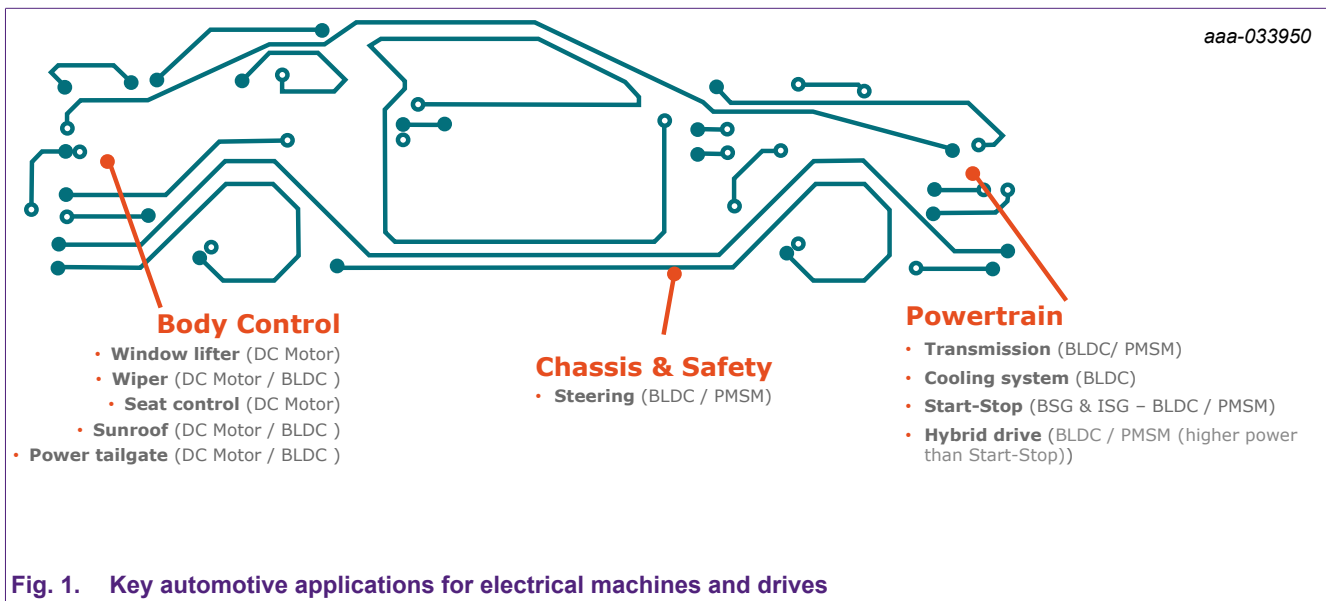 aaa-033950
Body Control
• Window lifter (DC Motor)
• Wiper (DC Motor / BLDC )
• Seat control (DC Motor)
• Sunroof (DC Motor / BLDC )
• Power tailgate (DC Motor / BLDC )
Chassis & Safety
• Steering (BLDC / PMSM)
Powertrain
• Transmission (BLDC/ PMSM)
• Cooling system (BLDC)
• Start-Stop (BSG & ISG – BLDC / PMSM)
• Hybrid drive (BLDC / PMSM (higher power
than Start-Stop))
Fig. 1. Key automotive applications for electrical machines and drives